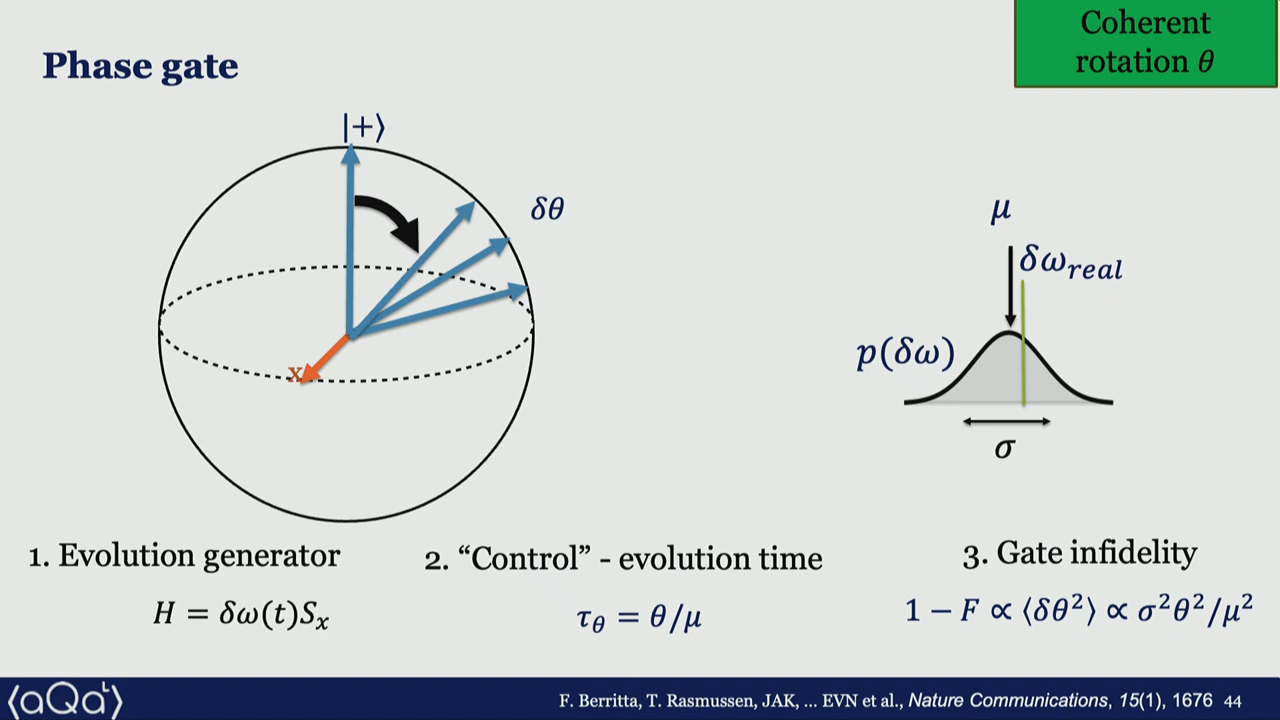 Coherent
rotation θ
Phase gate
|+⟩
δθ
x
μ
δω_real
p(δω)
σ
1. Evolution generator
H = δω(t)S_x
2. “Control” - evolution time
τ_θ = θ/μ
3. Gate infidelity
1 − F ∝ ⟨δθ²⟩ ∝ σ²θ²/μ²
⟨aQa^L⟩
F. Berritta, T. Rasmussen, JAK, ... EVN et al., Nature Communications, 15(1), 1676 44